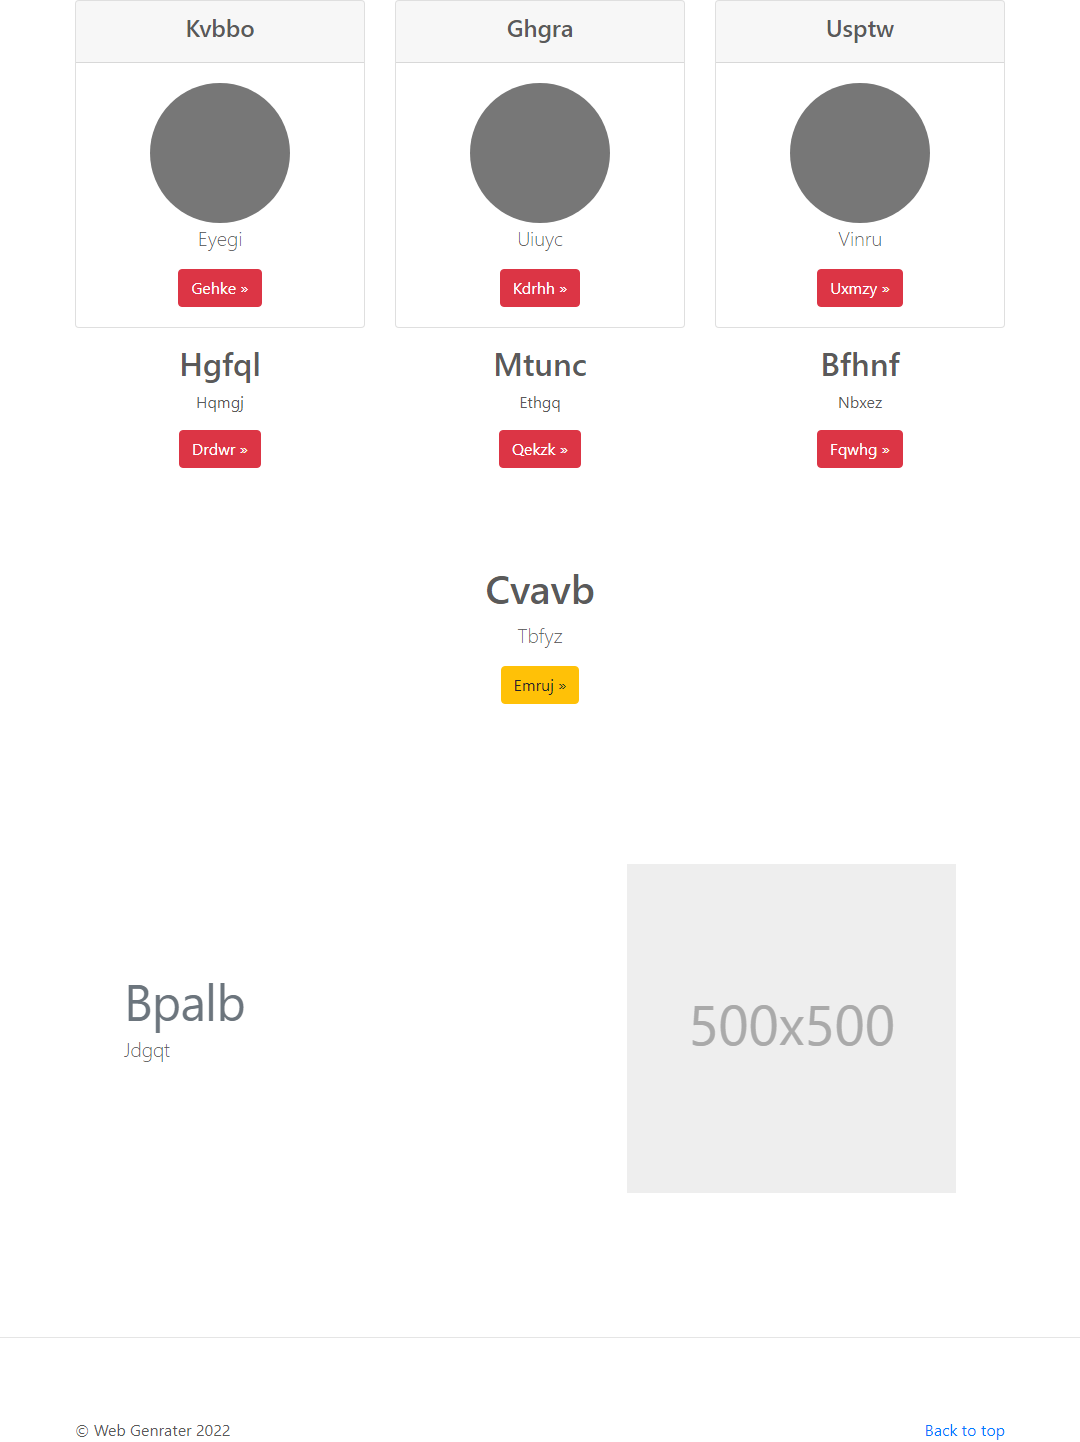 Kvbbo
Ghgra
Usptw
Eyegi
Uiuyc
Vinru
Gehke »
Kdrhh »
Uxmzy »
Hgfql
Mtunc
Bfhnf
Hqmgj
Ethgq
Nbxez
Drdwr »
Qekzk »
Fqwhg »
Cvavb
Tbfyz
Emruj »
Bpalb
Jdgqt
500x500
© Web Genrater 2022
Back to top